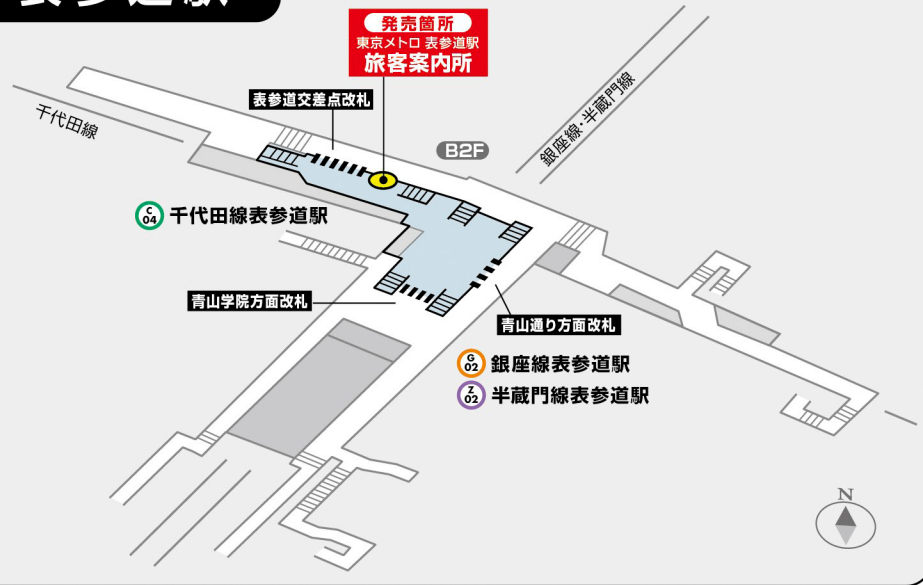 表参道駅
発売箇所
東京メトロ 表参道駅
旅客案内所
表参道交差点改札
千代田線
銀座線・半蔵門線
B2F
C
04
千代田線表参道駅
青山学院方面改札
青山通り方面改札
G
02
銀座線表参道駅
Z
02
半蔵門線表参道駅
N